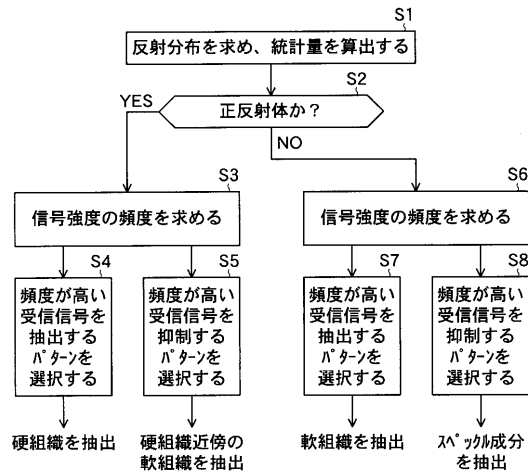 S1
反射分布を求め、統計量を算出する
S2
正反射体か？
YES
NO
S3
信号強度の頻度を求める
S6
信号強度の頻度を求める
S4
頻度が高い
受信信号を
抽出する
パターンを
選択する
S5
頻度が高い
受信信号を
抑制する
パターンを
選択する
S7
頻度が高い
受信信号を
抽出する
パターンを
選択する
S8
頻度が高い
受信信号を
抑制する
パターンを
選択する
硬組織を抽出
硬組織近傍の
軟組織を抽出
軟組織を抽出
スペックル成分
を抽出